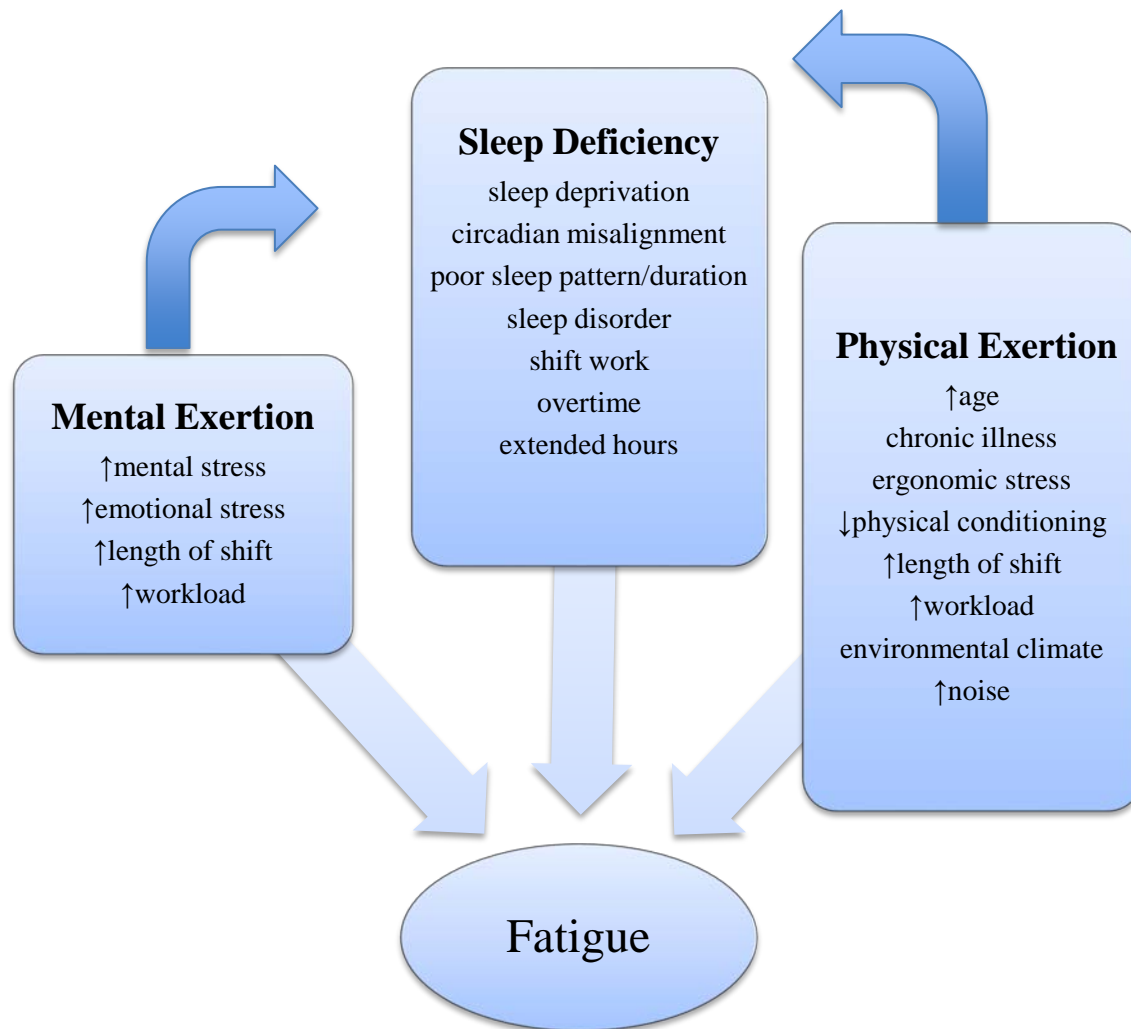 Sleep Deficiency
sleep deprivation
circadian misalignment
poor sleep pattern/duration
sleep disorder
shift work
overtime
extended hours
Mental Exertion
↑mental stress
↑emotional stress
↑length of shift
↑workload
Physical Exertion
↑age
chronic illness
ergonomic stress
↓physical conditioning
↑length of shift
↑workload
environmental climate
↑noise
Fatigue